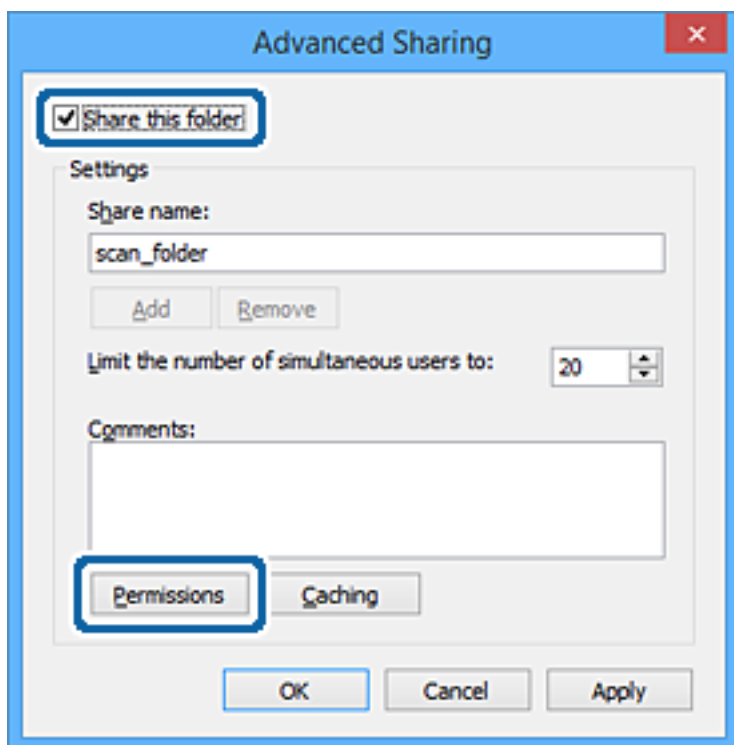 Advanced Sharing
Share this folder
Settings
Share name:
scan_folder
Add Remove
Limit the number of simultaneous users to: 20
Comments:
Permissions Caching
OK Cancel Apply